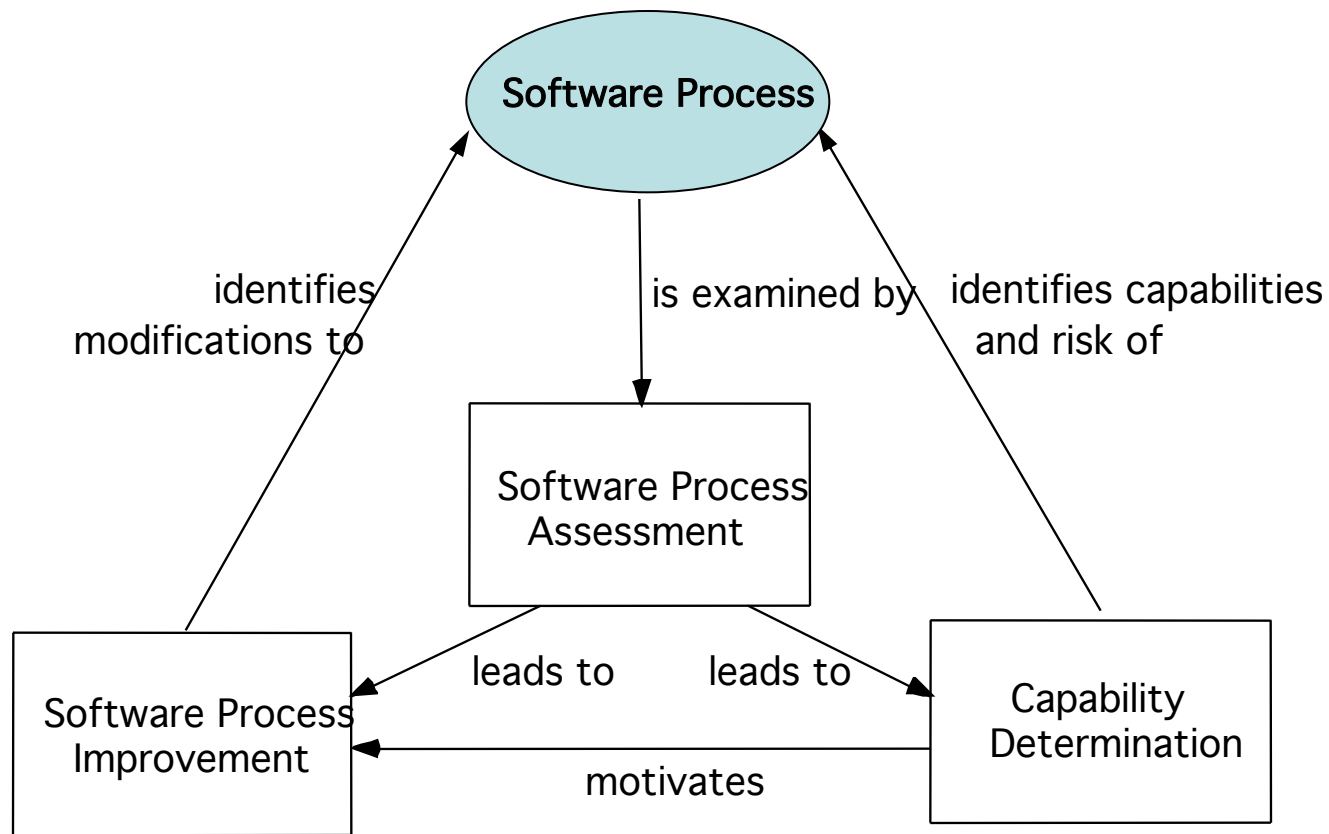 Software Process
identifies
modifications to
is examined by
identifies capabilities
and risk of
Software Process
Assessment
leads to
leads to
Software Process
Improvement
Capability
Determination
motivates